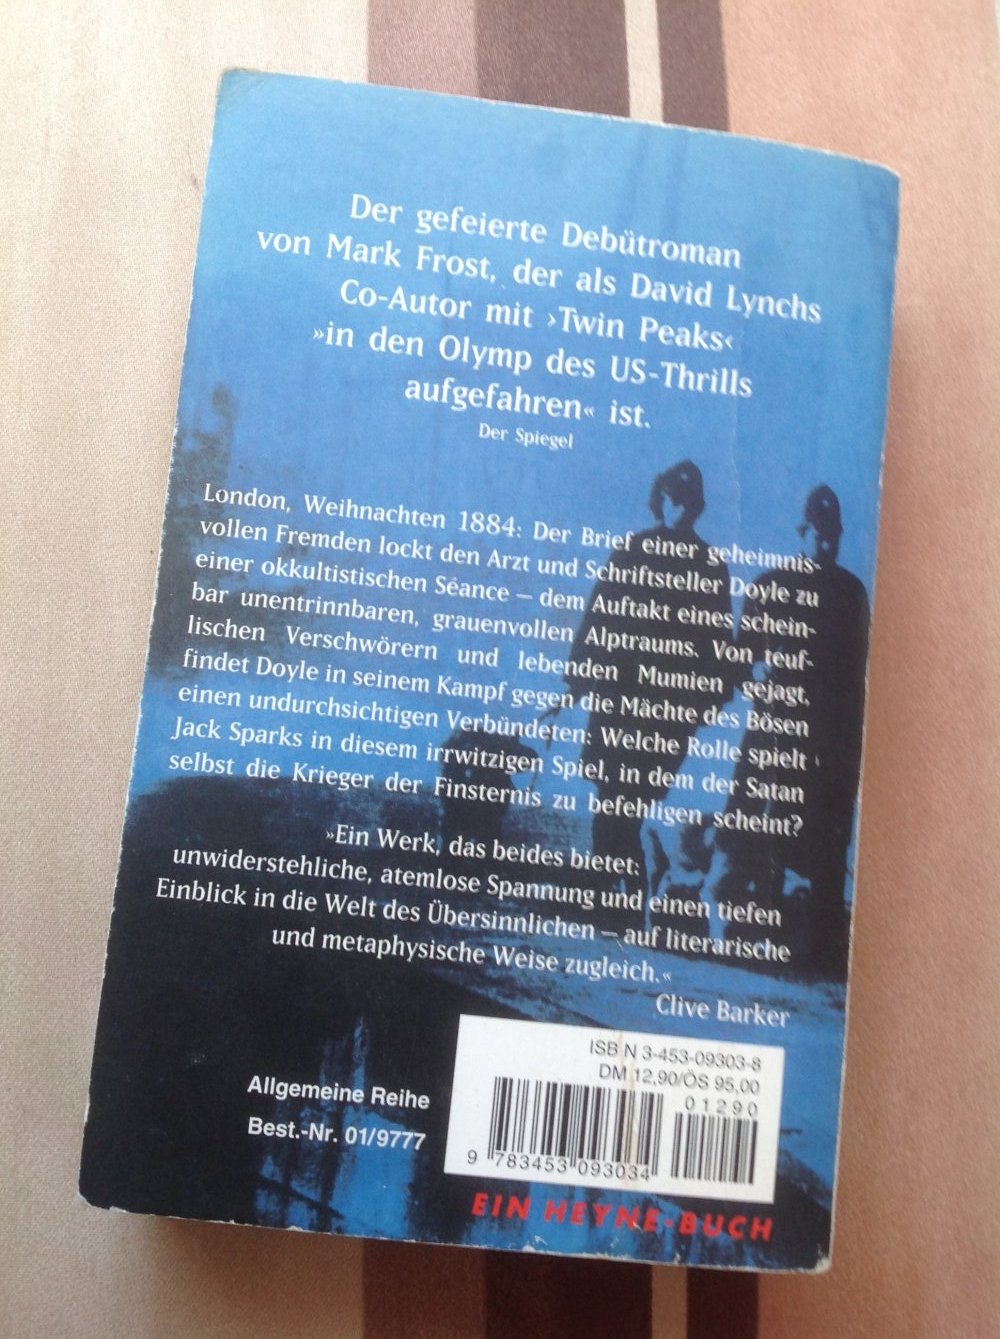 Der gefeierte Debütroman
von Mark Frost, der als David Lynchs
Co-Autor mit ›Twin Peaks‹
»in den Olymp des US-Thrills
aufgefahren« ist.
Der Spiegel
London, Weihnachten 1884: Der Brief einer geheimnis-
vollen Fremden lockt den Arzt und Schriftsteller Doyle zu
einer okkultistischen Séance – dem Auftakt eines schein-
bar unentrinnbaren, grauenvollen Alptraums. Von teuf-
lischen Verschwörern und lebenden Mumien gejagt,
findet Doyle in seinem Kampf gegen die Mächte des Bösen
einen undurchsichtigen Verbündeten: Welche Rolle spielt
Jack Sparks in diesem irrwitzigen Spiel, in dem der Satan
selbst die Krieger der Finsternis zu befehligen scheint?
»Ein Werk, das beides bietet:
unwiderstehliche, atemlose Spannung und einen tiefen
Einblick in die Welt des Übersinnlichen – auf literarische
und metaphysische Weise zugleich.«
Clive Barker
ISBN 3-453-09303-8
DM 12,90/ÖS 95.00
01290
9 783453 093034
Allgemeine Reihe
Best.-Nr. 01/9777
EIN HEYNE-BUCH